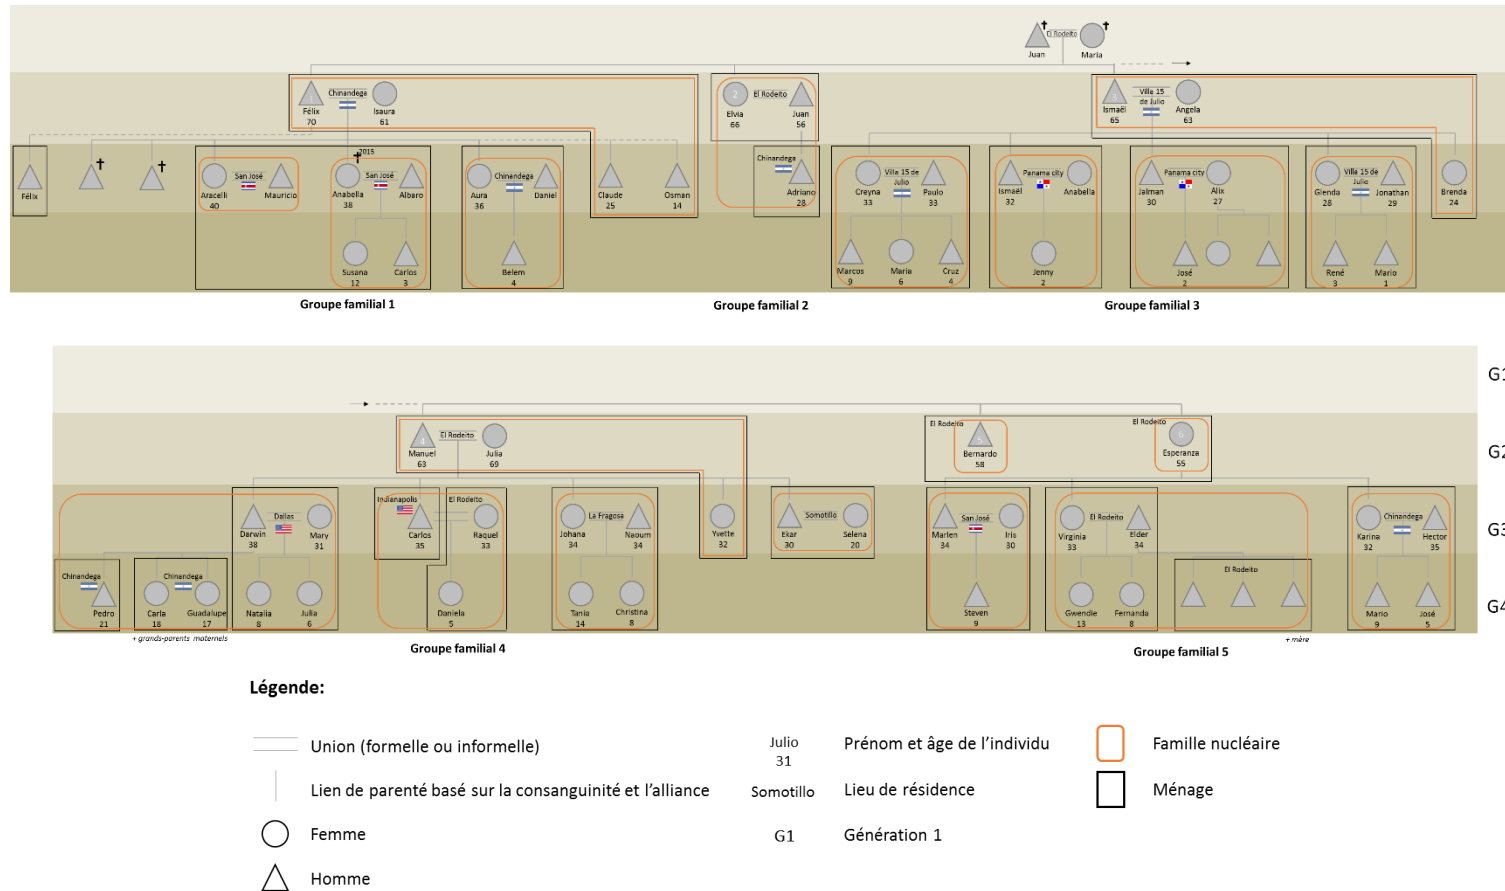 El Rodeito
Juan
Maria
1
Chinandega
Félix
70
Isaura
61
2
El Rodeito
Elvia
66
Juan
56
3
Villa 15
de Julio
Ismaël
65
Angela
63
Félix
San José
Aracelli
40
Mauricio
2015
San José
Anabella
38
Albaro
Chinandega
Aura
36
Daniel
Claude
25
Osman
14
Chinandega
Adriano
28
Villa 15 de
Julio
Creyna
33
Paulo
33
Panama city
Ismaël
32
Anabella
Panama city
Jalman
30
Alix
27
Villa 15 de
Julio
Glenda
28
Jonathan
29
Brenda
24
Susana
12
Carlos
3
Belem
4
Marcos
9
Maria
6
Cruz
4
Jenny
2
José
2
René
3
Mario
1
Groupe familial 1
Groupe familial 2
Groupe familial 3
G1
4
El Rodeito
Manuel
63
Julia
69
El Rodeito
5
Bernardo
58
El Rodeito
6
Esperanza
55
G2
Dallas
Darwin
38
Mary
31
Indianapolis
Carlos
35
El Rodeito
Raquel
33
La Fragosa
Johana
34
Naoum
34
Yvette
32
Somotillo
Ekar
30
Selena
20
San José
Marlen
34
Iris
30
El Rodeito
Virginia
33
Elder
34
Chinandega
Karina
32
Hector
35
G3
Chinandega
Pedro
21
Chinandega
Carla
18
Guadalupe
17
Natalia
8
Julia
6
Daniela
5
Tania
14
Christina
8
Steven
9
Gwendie
13
Fernanda
8
El Rodeito
Mario
9
José
5
G4
+ grands-parents maternels
+ mère
Groupe familial 4
Groupe familial 5
Légende:
Union (formelle ou informelle)
Lien de parenté basé sur la consanguinité et l'alliance
Femme
Homme
Julio
31
Prénom et âge de l'individu
Somotillo
Lieu de résidence
G1
Génération 1
Famille nucléaire
Ménage